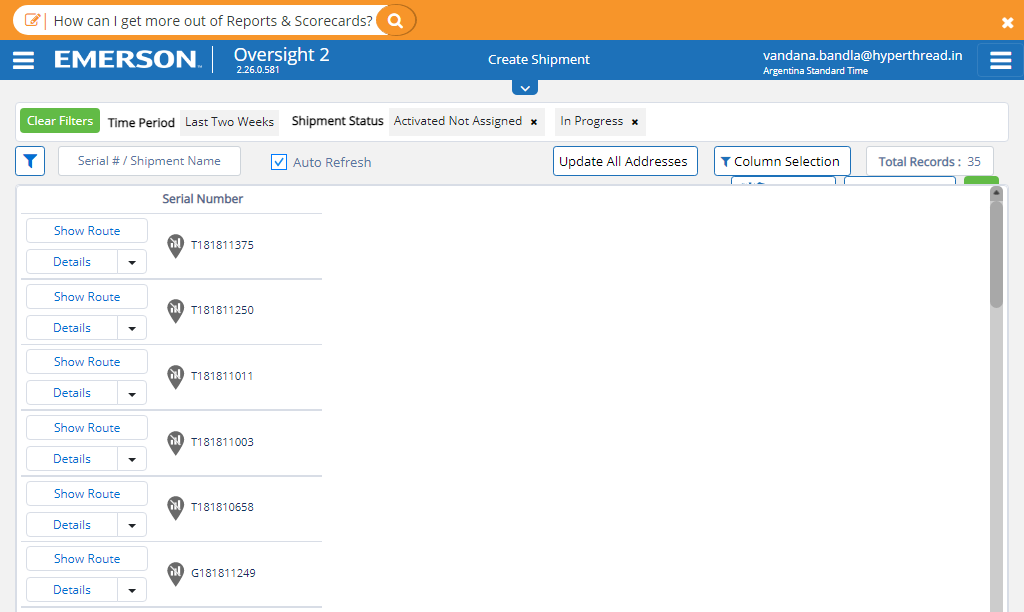 How can I get more out of Reports & Scorecards?
EMERSON
Oversight 2
2.26.0.581
Create Shipment
vandana.bandla@hyperthread.in
Argentina Standard Time
Clear Filters
Time Period
Last Two Weeks
Shipment Status
Activated Not Assigned ×
In Progress ×
Serial # / Shipment Name
Auto Refresh
Update All Addresses
Column Selection
Total Records : 35
Serial Number
Show Route
T181811375
Details
Show Route
T181811250
Details
Show Route
T181811011
Details
Show Route
T181811003
Details
Show Route
T181810658
Details
Show Route
G181811249
Details